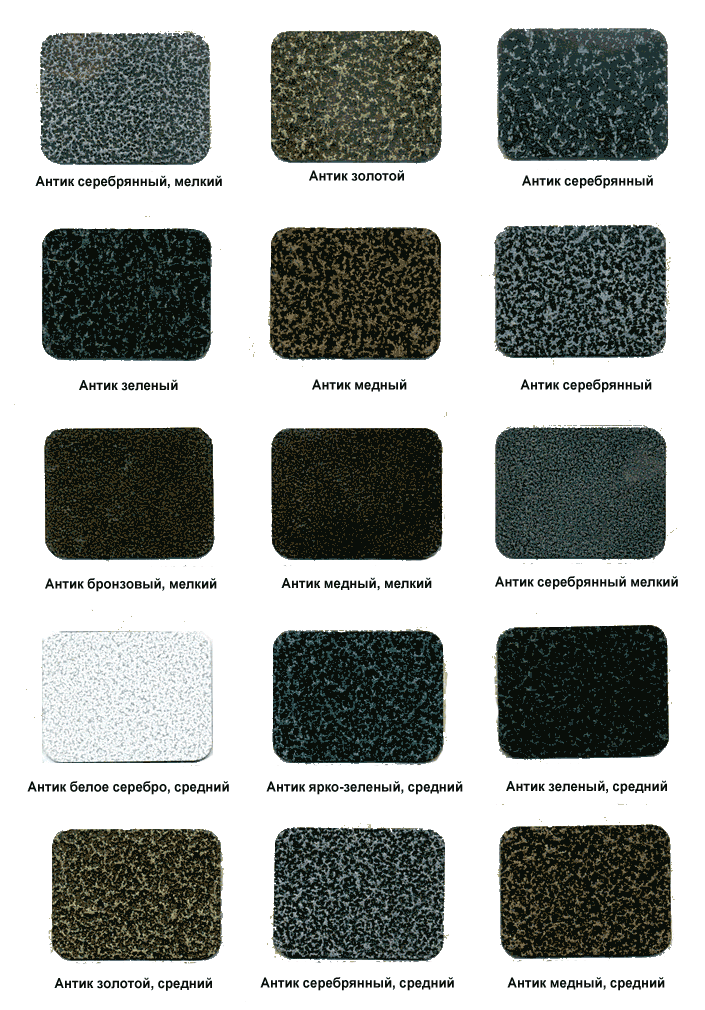 Антик серебрянный, мелкий
Антик золотой
Антик серебрянный
Антик зеленый
Антик медный
Антик серебрянный
Антик бронзовый, мелкий
Антик медный, мелкий
Антик серебрянный мелкий
Антик белое серебро, средний
Антик ярко-зеленый, средний
Антик зеленый, средний
Антик золотой, средний
Антик серебрянный, средний
Антик медный, средний